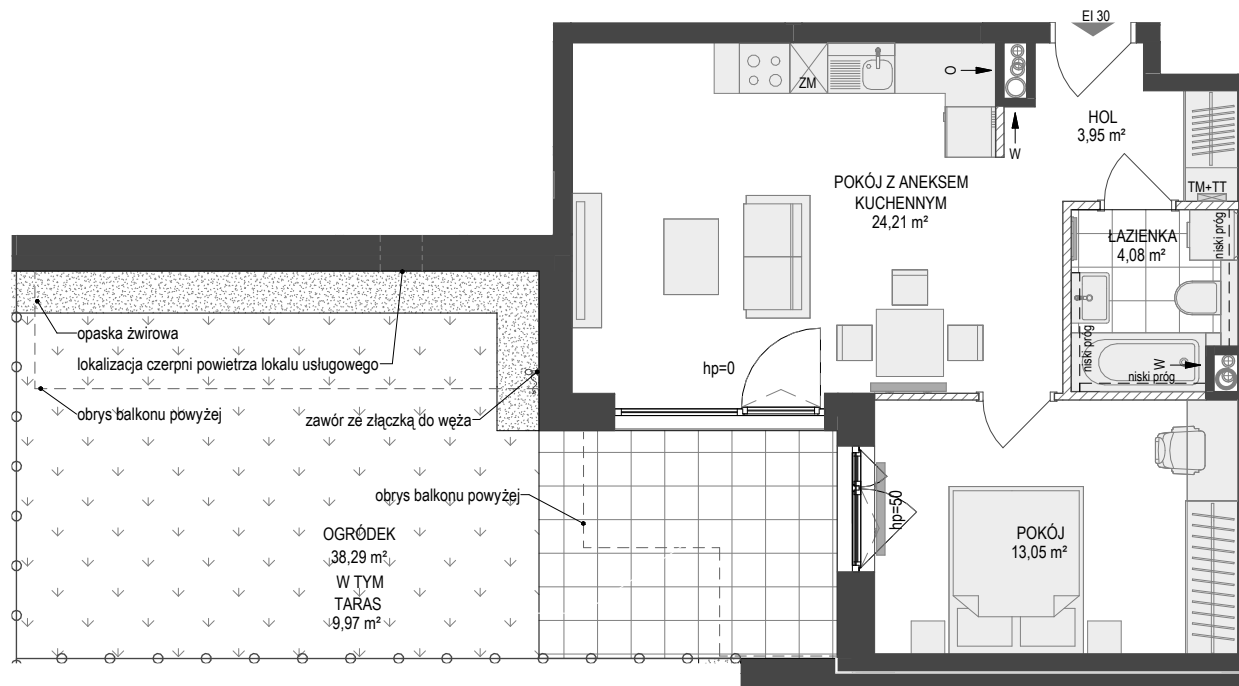 EI 30
ZM
O
W
HOL
3,95 m²
POKÓJ Z ANEKSEM
KUCHENNYM
24,21 m²
TM+TT
niski próg
ŁAZIENKA
4,08 m²
niski próg
W
niski próg
hp=0
opaska żwirowa
lokalizacja czerpni powietrza lokalu usługowego
obrys balkonu powyżej
zawór ze złączką do węża
obrys balkonu powyżej
hp=50
OGRÓDEK
38,29 m²
W TYM
TARAS
9,97 m²
POKÓJ
13,05 m²